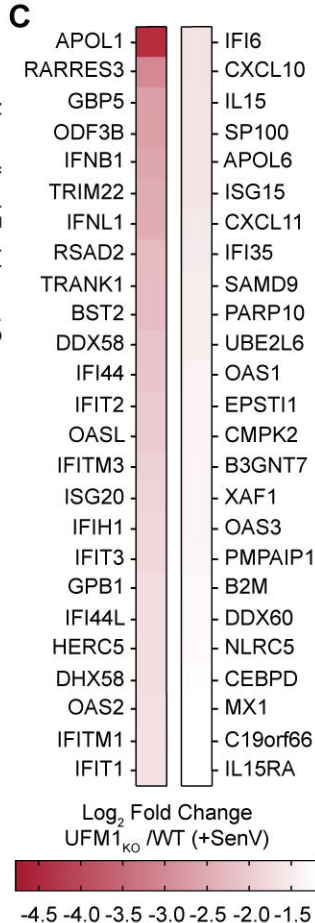 C
APOL1 IFI6
RARRES3 CXCL10
GBP5 IL15
ODF3B SP100
IFNB1 APOL6
TRIM22 ISG15
IFNL1 CXCL11
RSAD2 IFI35
TRANK1 SAMD9
BST2 PARP10
DDX58 UBE2L6
IFI44 OAS1
IFIT2 EPSTI1
OASL CMPK2
IFITM3 B3GNT7
ISG20 XAF1
IFIH1 OAS3
IFIT3 PMPAIP1
GPB1 B2M
IFI44L DDX60
HERC5 NLRC5
DHX58 CEBPD
OAS2 MX1
IFITM1 C19orf66
IFIT1 IL15RA
Log₂ Fold Change
UFM1KO /WT (+SenV)
-4.5 -4.0 -3.5 -3.0 -2.5 -2.0 -1.5